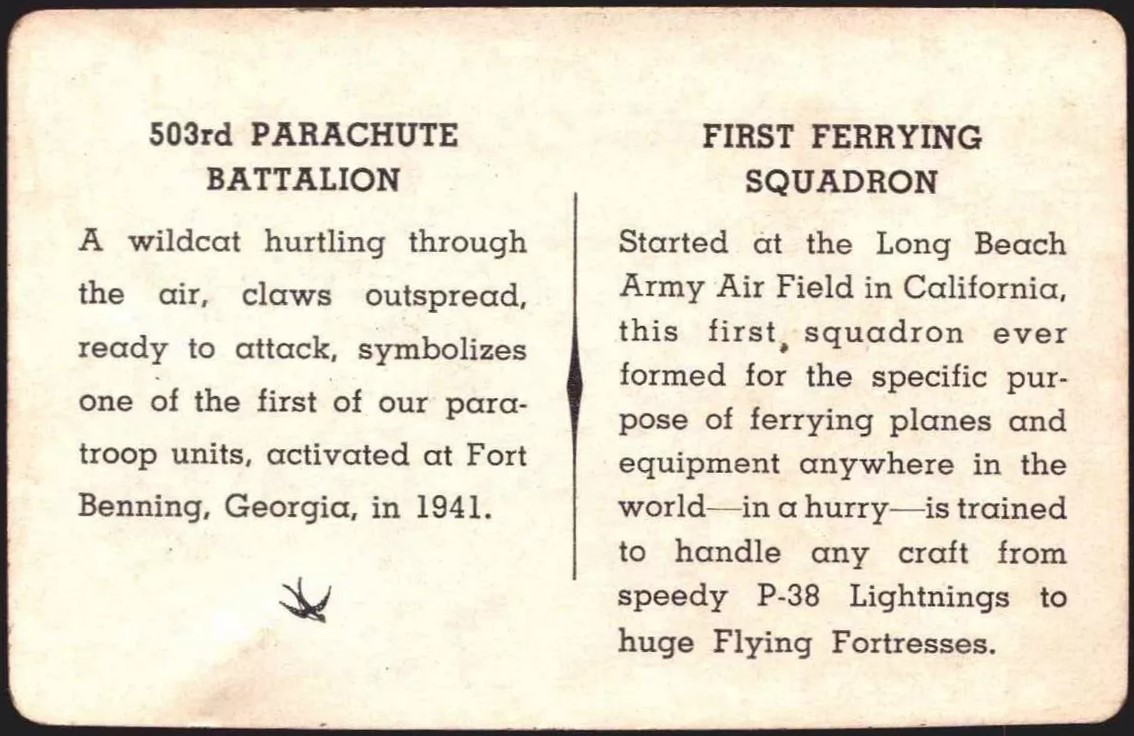 503rd PARACHUTE
BATTALION
A wildcat hurtling through
the air, claws outspread,
ready to attack, symbolizes
one of the first of our para-
troop units, activated at Fort
Benning, Georgia, in 1941.
FIRST FERRYING
SQUADRON
Started at the Long Beach
Army Air Field in California,
this first squadron ever
formed for the specific pur-
pose of ferrying planes and
equipment anywhere in the
world—in a hurry—is trained
to handle any craft from
speedy P-38 Lightnings to
huge Flying Fortresses.